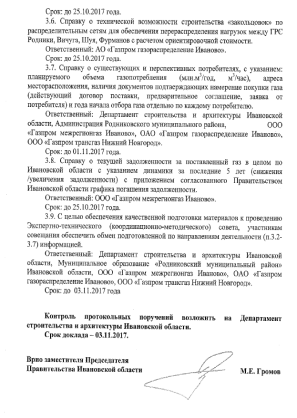 Срок: до 25.10.2017 года.
3.6. Справку о технической возможности строительства «закольцовок» по
распределительным сетям для обеспечения перераспределения нагрузок между ГРС
Родники, Вичуга, Шуя, Фурманов с расчетом ориентировочной стоимости.
Ответственный: АО «Газпром газораспределение Иваново».
Срок: до 25.10.2017 года.
3.7. Справку о существующих и перспективных потребителях, с указанием:
планируемого объема газопотребления (млн.м³/год, м³/час), адреса
месторасположения, наличия документов подтверждающих намерение покупки газа
(действующий договор поставки, предварительное соглашение, заявка от
потребителя) и года начала отбора газа отдельно по каждому потребителю.
Ответственный: Департамент строительства и архитектуры Ивановской
области, Администрация Родниковского муниципального района, ООО
«Газпром межрегионгаз Иваново», ОАО «Газпром газораспределение Иваново»,
ООО «Газпром трансгаз Нижний Новгород».
Срок: до 01.11.2017 года.
3.8. Справку о текущей задолженности за поставленный газ в целом по
Ивановской области с указанием динамики за последние 5 лет (снижения
/увеличения задолженности) с приложением согласованного Правительством
Ивановской области графика погашения задолженности.
Ответственный: ООО «Газпром межрегионгаз Иваново».
Срок: до 25.10.2017 года.
3.9. С целью обеспечения качественной подготовки материалов к проведению
Экспертно-технического (координационно-методического) совета, участникам
совещания обеспечить обмен подготовленной по направлениям деятельности (п.3.2-
3.7) информацией.
Ответственный: Департамент строительства и архитектуры Ивановской
области, Муниципальное образование «Родниковский муниципальный район»
Ивановской области, ООО «Газпром межрегионгаз Иваново», ОАО «Газпром
газораспределение Иваново», ООО «Газпром трансгаз Нижний Новгород».
Срок: до 03.11.2017 года
Контроль протокольных поручений возложить на Департамент
строительства и архитектуры Ивановской области.
Срок доклада – 03.11.2017.
Врио заместителя Председателя
Правительства Ивановской области М.Е. Громов